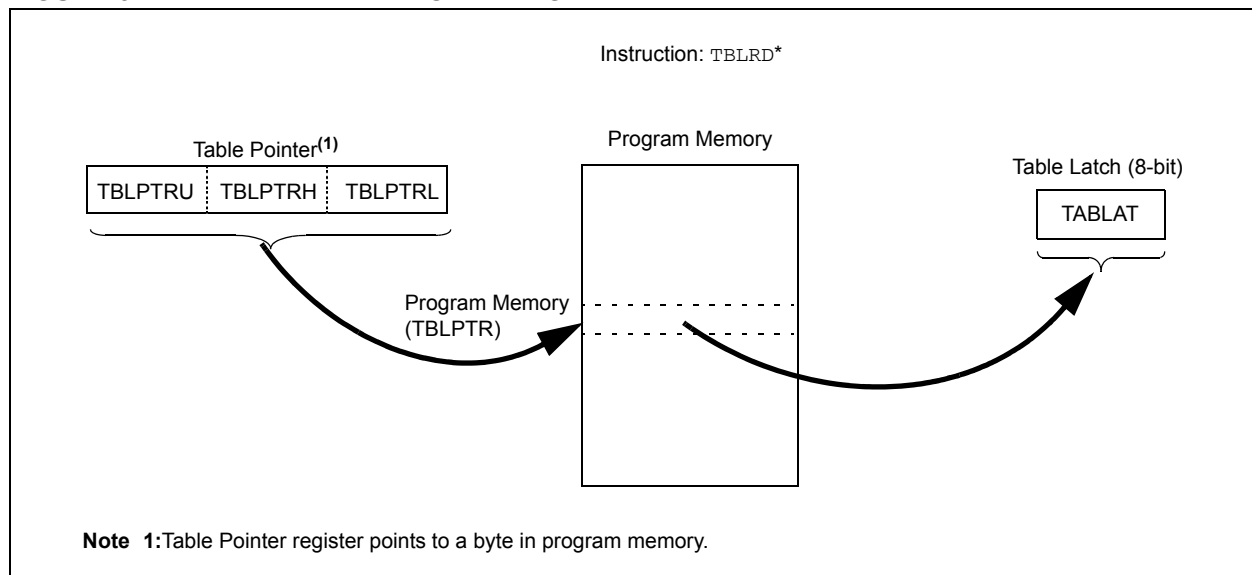 Instruction: TBLRD*
Table Pointer(1)
Program Memory
Table Latch (8-bit)
TBLPTRU TBLPTRH TBLPTRL
TABLAT
Program Memory
(TBLPTR)
Note 1:Table Pointer register points to a byte in program memory.